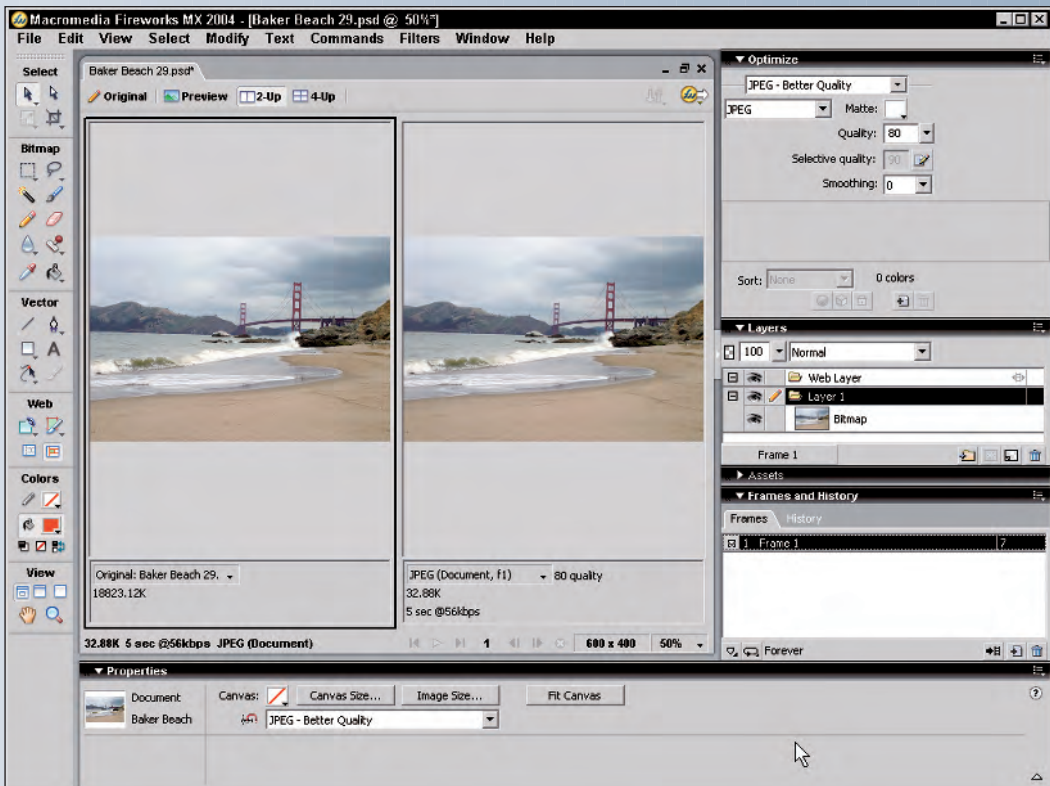 Macromedia Fireworks MX 2004 - [Baker Beach 29.psd @ 50%*]
File Edit View Select Modify Text Commands Filters Window Help
Select
Bitmap
Vector
Web
Colors
View
Baker Beach 29.psd*
Original Preview 2-Up 4-Up
Original: Baker Beach 29.
18823.12K
JPEG (Document, f1) 80 quality
32.88K
5 sec @56kbps
32.88K 5 sec @56kbps JPEG (Document) 1 600 x 400 50%
Optimize
JPEG - Better Quality
JPEG Matte:
Quality: 80
Selective quality: 90
Smoothing: 0
Sort: None 0 colors
Layers
100 Normal
Web Layer
Layer 1
Bitmap
Frame 1
Assets
Frames and History
Frames History
1 Frame 1 7
Forever
Properties
Document Canvas: Canvas Size... Image Size... Fit Canvas
Baker Beach JPEG - Better Quality